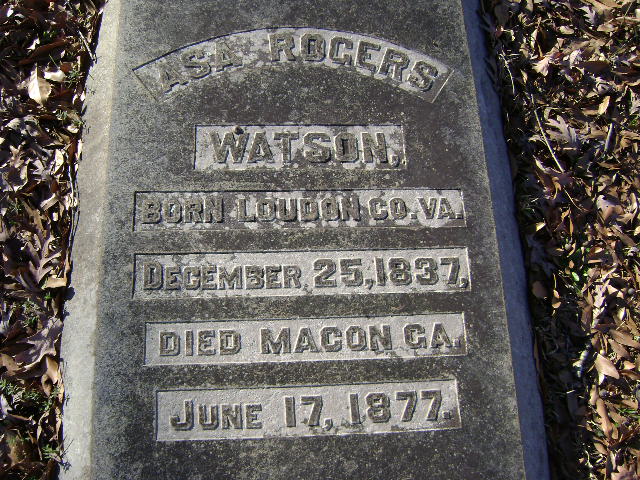 ASA ROGERS
WATSON,
BORN LOUDON CO. VA.
DECEMBER 25, 1837,
DIED MACON GA.
JUNE 17, 1877.